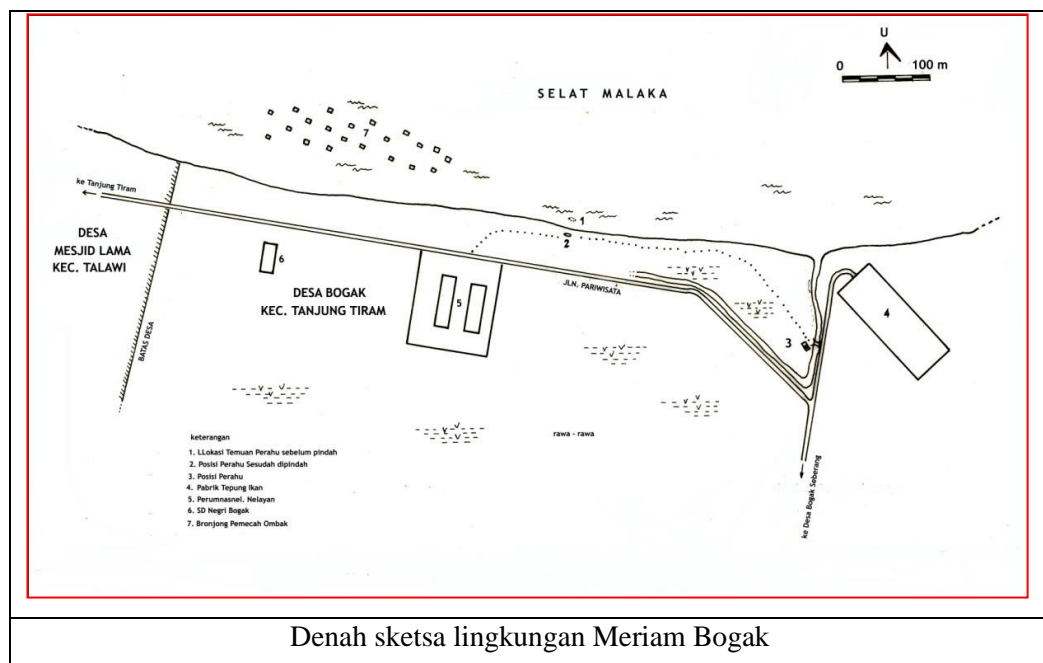 U
0 100 m
SELAT MALAKA
7
ke Tanjung Tiram
1
2
DESA
MESJID LAMA
KEC. TALAWI
6
DESA BOGAK
KEC. TANJUNG TIRAM
5
JLN. PARIWISATA
4
3
BATAS DESA
rawa - rawa
ke Desa Bogak Seberang
keterangan
1. LLokasi Temuan Perahu sebelum pindah
2. Posisi Perahu Sesudah dipindah
3. Posisi Perahu
4. Pabrik Tepung Ikan
5. Perumnasnel. Nelayan
6. SD Negri Bogak
7. Bronjong Pemecah Ombak
Denah sketsa lingkungan Meriam Bogak